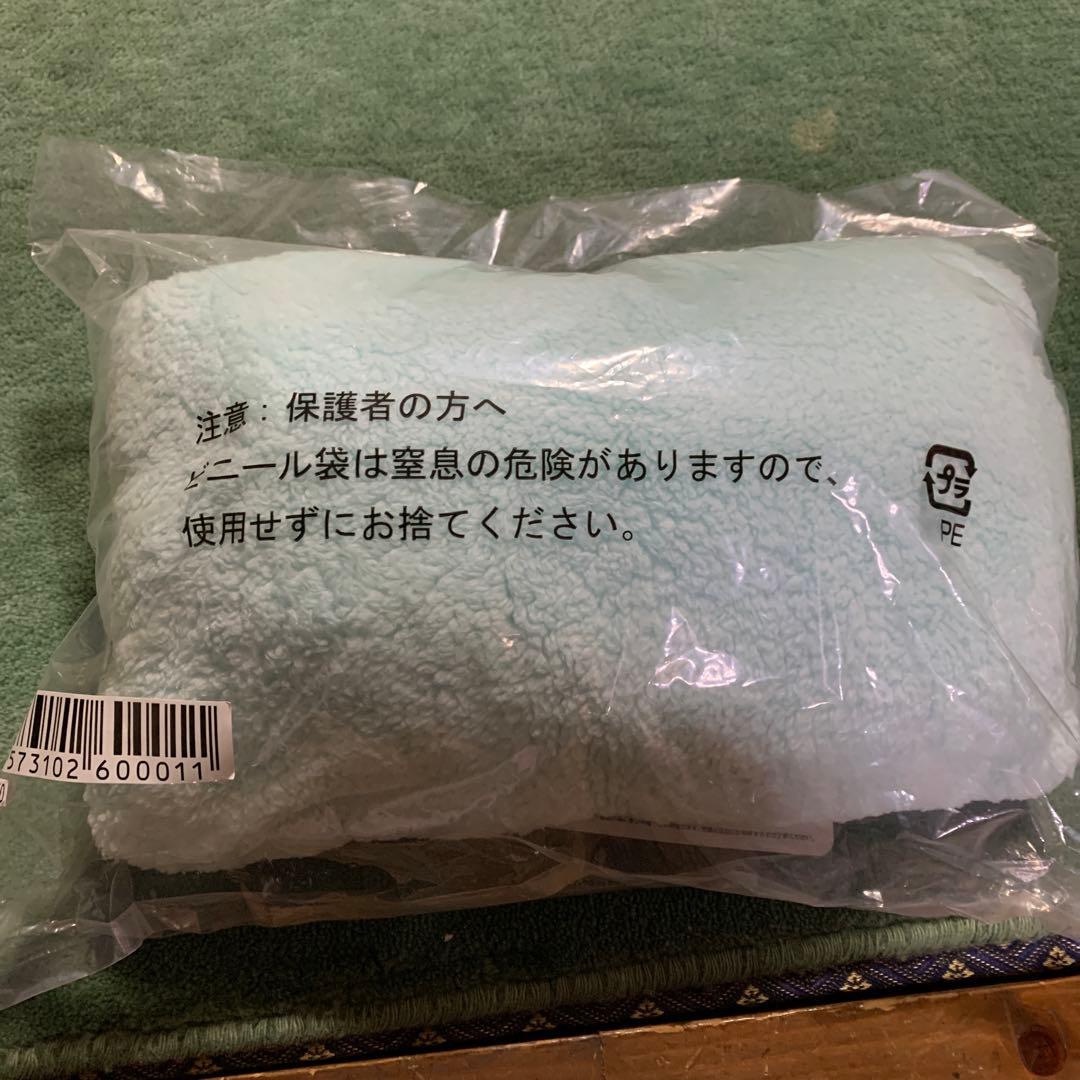 注意：保護者の方へ
ビニール袋は窒息の危険がありますので、
使用せずにお捨てください。
プラ
PE
573102 600011